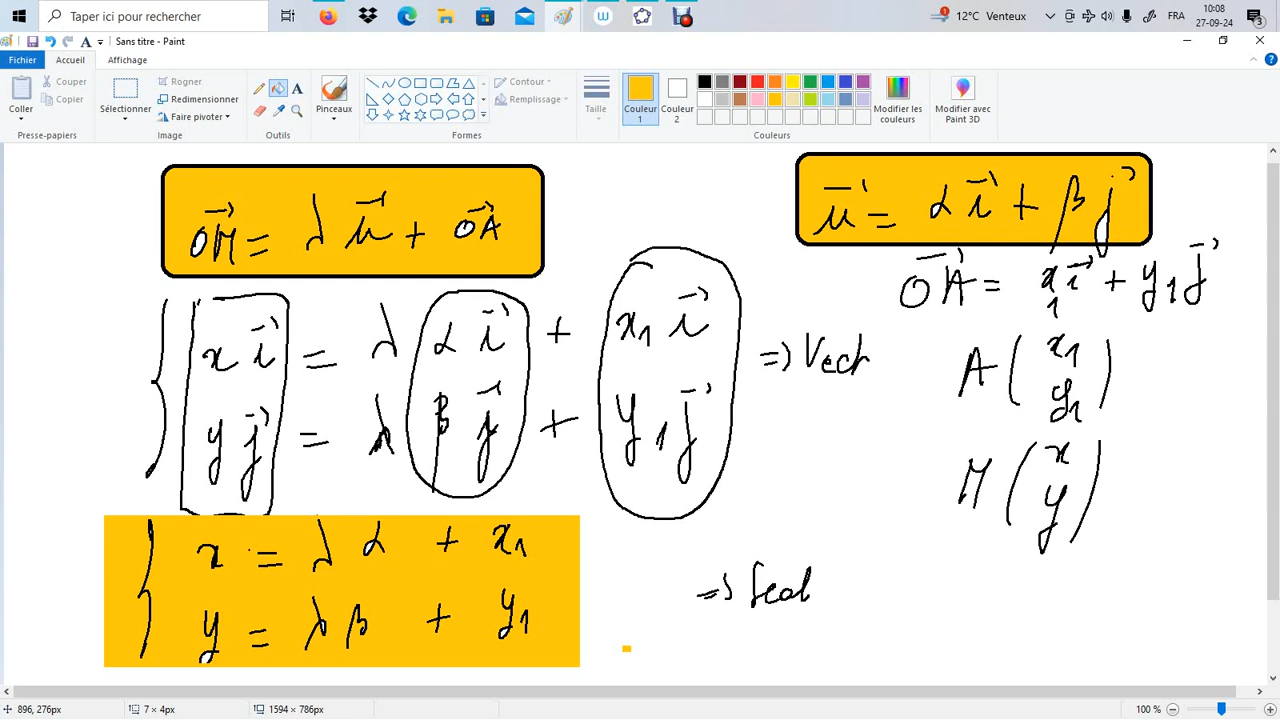 Taper ici pour rechercher
12°C Venteux
FRA
10:08
27-09-24
3
Sans titre - Paint
Fichier
Accueil
Affichage
Coller
Couper
Copier
Sélectionner
Rogner
Redimensionner
Faire pivoter
Pinceaux
Contour
Remplissage
Taille
Couleur 1
Couleur 2
Modifier les couleurs
Modifier avec Paint 3D
Presse-papiers
Image
Outils
Formes
Couleurs
OM⃗ = λ u⃗ + OA⃗
u⃗ = α i⃗ + β j⃗
OA⃗ = x₁ i⃗ + y₁ j⃗
x i⃗ = λ α i⃗ + x₁ i⃗
y j⃗ = λ β j⃗ + y₁ j⃗
=> Vect
A ( x₁
y₁ )
M ( x
y )
x = λ α + x₁
y = λ β + y₁
=> Scal
896, 276px
7 × 4px
1594 × 786px
100 %